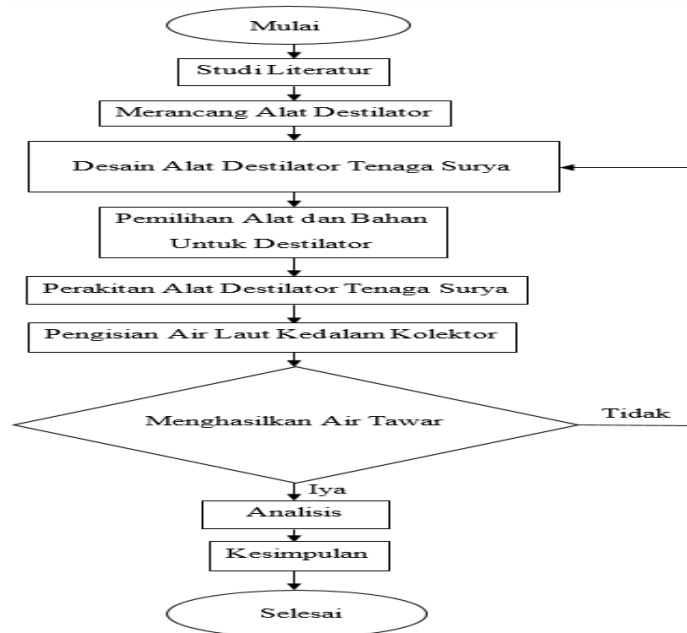 Mulai
Studi Literatur
Merancang Alat Destilator
Desain Alat Destilator Tenaga Surya
Pemilihan Alat dan Bahan
Untuk Destilator
Perakitan Alat Destilator Tenaga Surya
Pengisian Air Laut Kedalam Kolektor
Menghasilkan Air Tawar
Tidak
Iya
Analisis
Kesimpulan
Selesai